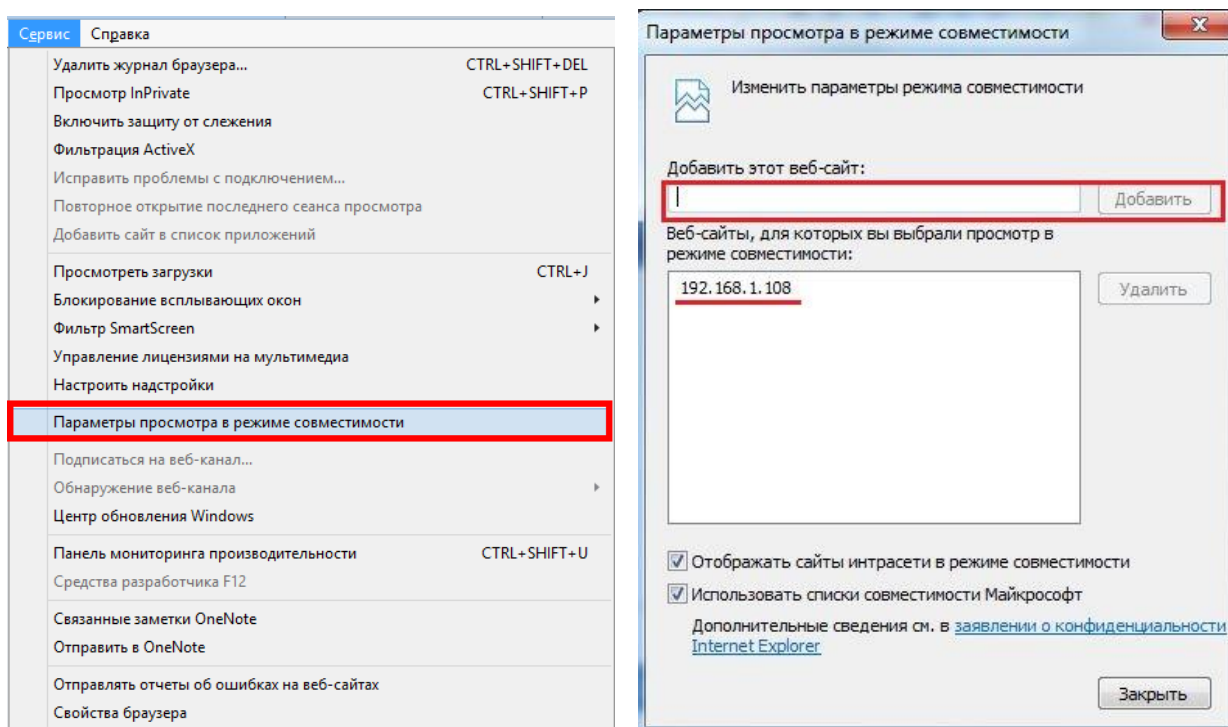 Сервис Справка
Удалить журнал браузера... CTRL+SHIFT+DEL
Просмотр InPrivate CTRL+SHIFT+P
Включить защиту от слежения
Фильтрация ActiveX
Исправить проблемы с подключением...
Повторное открытие последнего сеанса просмотра
Добавить сайт в список приложений
Просмотреть загрузки CTRL+J
Блокирование всплывающих окон
Фильтр SmartScreen
Управление лицензиями на мультимедиа
Настроить надстройки
Параметры просмотра в режиме совместимости
Подписаться на веб-канал...
Обнаружение веб-канала
Центр обновления Windows
Панель мониторинга производительности CTRL+SHIFT+U
Средства разработчика F12
Связанные заметки OneNote
Отправить в OneNote
Отправлять отчеты об ошибках на веб-сайтах
Свойства браузера
Параметры просмотра в режиме совместимости
Изменить параметры режима совместимости
Добавить этот веб-сайт:
Добавить
Веб-сайты, для которых вы выбрали просмотр в
режиме совместимости:
192.168.1.108
Удалить
Отображать сайты интрасети в режиме совместимости
Использовать списки совместимости Майкрософт
Дополнительные сведения см. в заявлении о конфиденциальности
Internet Explorer
Закрыть